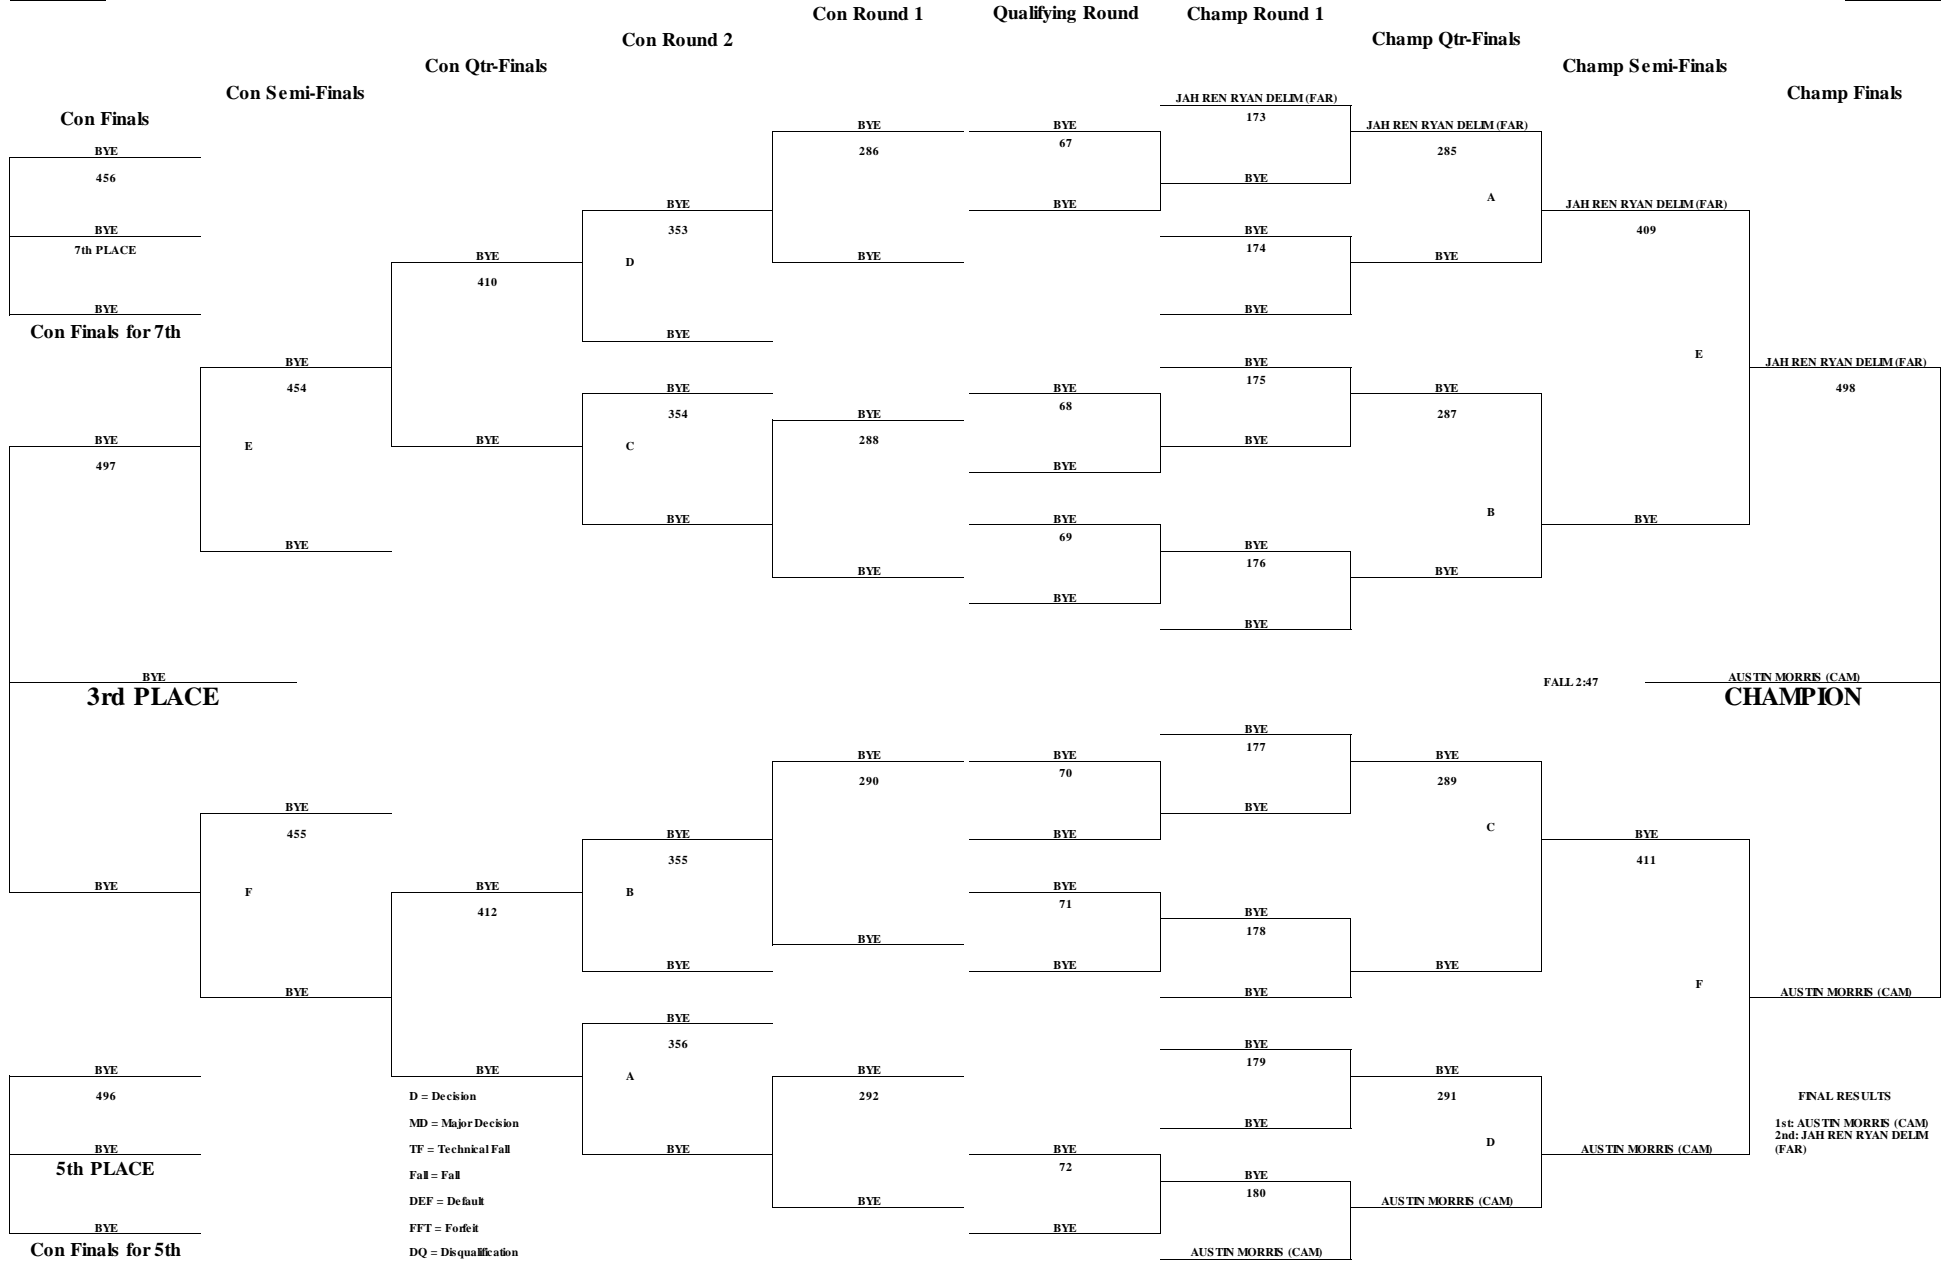 Con Round 1 Qualifying Round Champ Round 1
Con Round 2 Champ Qtr-Finals
Con Qtr-Finals Champ Semi-Finals
Con Semi-Finals Champ Finals
JAH REN RYAN DELIM (FAR)
Con Finals
173
BYE BYE JAH REN RYAN DELIM (FAR)
67
BYE 286 285
456 BYE
A
BYE BYE JAH REN RYAN DELIM (FAR)
BYE 353 BYE 409
7th PLACE 174
BYE D BYE BYE
410
BYE BYE
Con Finals for 7th BYE
E
BYE BYE JAH REN RYAN DELIM (FAR)
175
454 BYE BYE BYE 498
68
354 BYE 287
BYE E BYE C 288 BYE
497 BYE
B
BYE BYE BYE
69
BYE BYE
176
BYE BYE
BYE
BYE
BYE FALL 2:47 AUSTIN MORRIS (CAM)
3rd PLACE CHAMPION
BYE
177
BYE BYE BYE
70
290 289
BYE BYE
C
455 BYE BYE BYE
355 411
BYE F BYE B BYE
71
412 BYE
178
BYE
BYE BYE BYE
F
BYE BYE AUSTIN MORRIS (CAM)
BYE
356 BYE
179
BYE BYE A BYE
496 D = Decision 292 291 FINAL RESULTS
MD = Major Decision BYE 1st: AUSTIN MORRIS (CAM)
2nd: JAH REN RYAN DELIM
D
BYE TF = Technical Fall BYE BYE AUSTIN MORRIS (CAM) (FAR)
5th PLACE 72
Fall = Fall BYE
180
DEF = Default BYE AUSTIN MORRIS (CAM)
BYE FFT = Forfeit BYE
Con Finals for 5th DQ = Disqualification AUSTIN MORRIS (CAM)